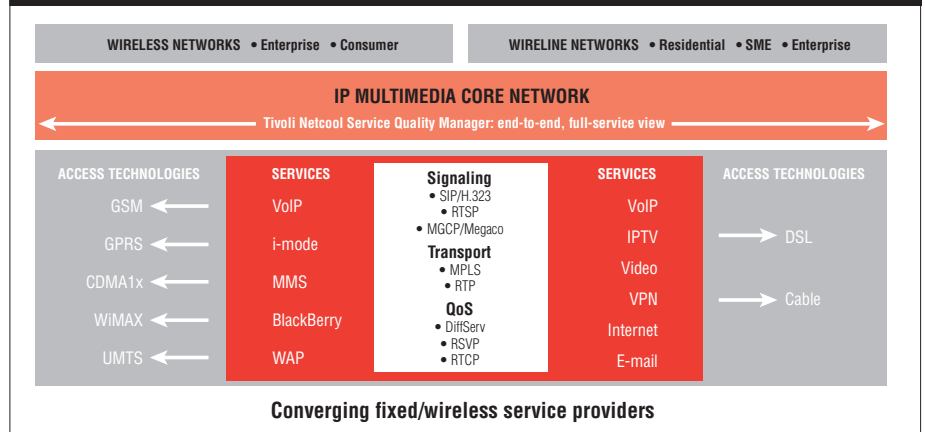 WIRELESS NETWORKS • Enterprise • Consumer
WIRELINE NETWORKS • Residential • SME • Enterprise
IP MULTIMEDIA CORE NETWORK
Tivoli Netcool Service Quality Manager: end-to-end, full-service view
ACCESS TECHNOLOGIES
GSM
GPRS
CDMA1x
WiMAX
UMTS
SERVICES
VoIP
i-mode
MMS
BlackBerry
WAP
Signaling
• SIP/H.323
• RTSP
• MGCP/Megaco
Transport
• MPLS
• RTP
QoS
• DiffServ
• RSVP
• RTCP
SERVICES
VoIP
IPTV
Video
VPN
Internet
E-mail
ACCESS TECHNOLOGIES
DSL
Cable
Converging fixed/wireless service providers